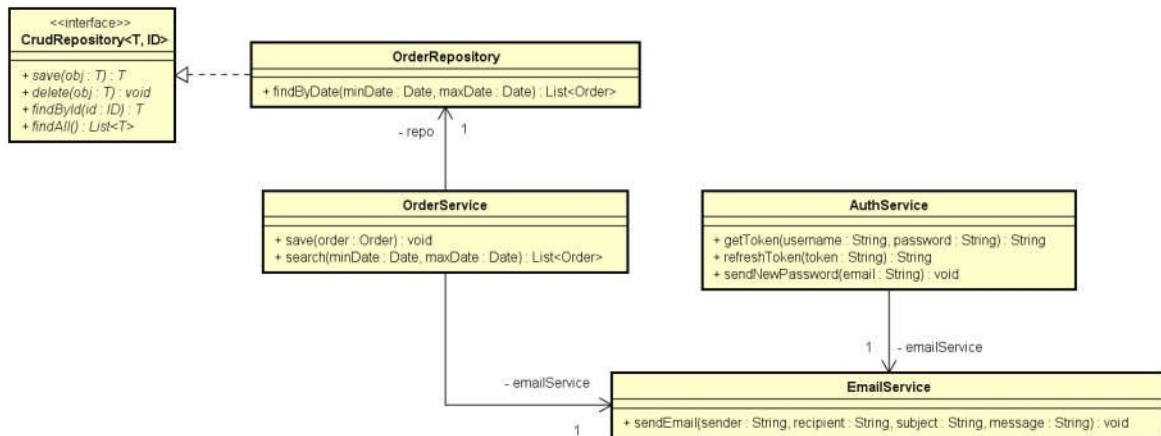 <<interface>>
CrudRepository<T, ID>
+ save(obj : T) : T
+ delete(obj : T) : void
+ findById(id : ID) : T
+ findAll() : List<T>
OrderRepository
+ findByDate(minDate : Date, maxDate : Date) : List<Order>
- repo
1
OrderService
+ save(order : Order) : void
+ search(minDate : Date, maxDate : Date) : List<Order>
AuthService
+ getToken(username : String, password : String) : String
+ refreshToken(token : String) : String
+ sendNewPassword(email : String) : void
1
- emailService
- emailService
1
EmailService
+ sendEmail(sender : String, recipient : String, subject : String, message : String) : void